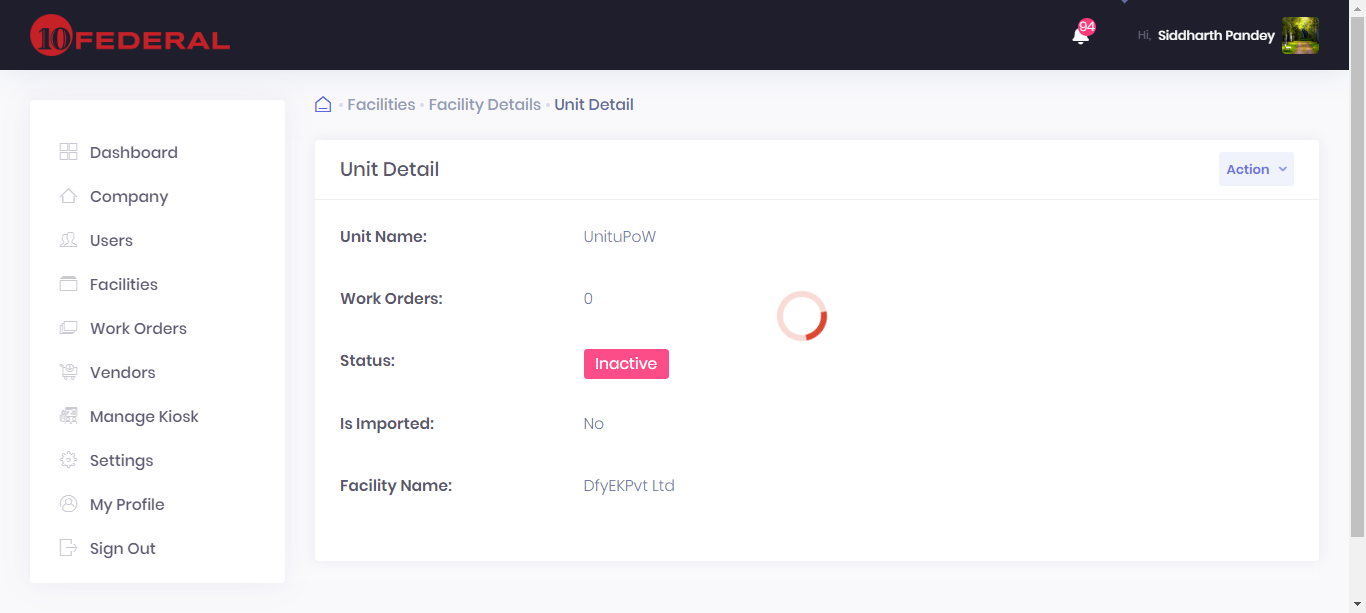 10 FEDERAL
94
Hi, Siddharth Pandey
Facilities • Facility Details • Unit Detail
Dashboard
Company
Users
Facilities
Work Orders
Vendors
Manage Kiosk
Settings
My Profile
Sign Out
Unit Detail
Action
Unit Name: UnituPoW
Work Orders: 0
Status: Inactive
Is Imported: No
Facility Name: DfyEKPvt Ltd